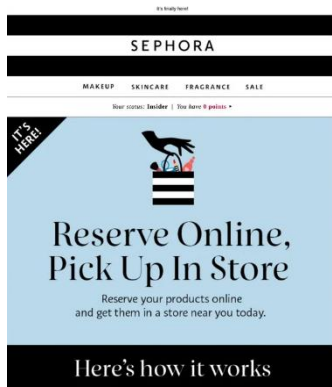 It's finally here!
SEPHORA
MAKEUP SKINCARE FRAGRANCE SALE
Your status: Insider | You have 0 points ▸
IT'S
HERE!
Reserve Online,
Pick Up In Store
Reserve your products online
and get them in a store near you today.
Here's how it works